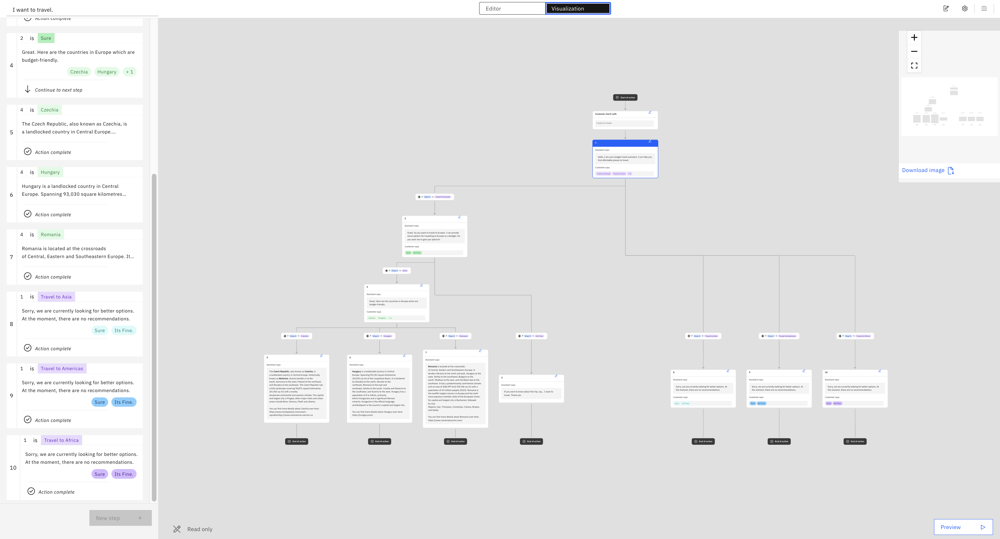 I want to travel.
Editor
Visualization
Action complete
2 is Sure
4
Great. Here are the countries in Europe which are
budget-friendly.
Czechia Hungary + 1
Continue to next step
4 is Czechia
5
The Czech Republic, also known as Czechia, is
a landlocked country in Central Europe....
Action complete
4 is Hungary
6
Hungary is a landlocked country in Central
Europe. Spanning 93,030 square kilometres...
Action complete
4 is Romania
7
Romania is located at the crossroads
of Central, Eastern and Southeastern Europe. It...
Action complete
1 is Travel to Asia
8
Sorry, we are currently looking for better options.
At the moment, there are no recommendations.
Sure Its Fine.
Action complete
1 is Travel to Americas
9
Sorry, we are currently looking for better options.
At the moment, there are no recommendations.
Sure Its Fine.
Action complete
1 is Travel to Africa
10
Sorry, we are currently looking for better options.
At the moment, there are no recommendations.
Sure Its Fine.
Action complete
New step +
Start of action
Customer starts with
I want to travel.
1
Assistant says
Hello, I am your budget travel assistant. I can help you
find affordable places to travel.
Customer says
Travel to Europ Travel to Asia + 2
if Step 1 is Travel to Europe
2
Assistant says
Great. So you want to travel to Europe. I can provide
some options for travelling to Europe on a Budget. Do
you want me to give you options?
Customer says
Sure Its Fine.
if Step 2 is Sure
4
Assistant says
Great. Here are the countries in Europe which are
budget-friendly.
Customer says
Czechia Hungary + 1
if Step 4 is Czechia
5
Assistant says
The Czech Republic, also known as Czechia, is
a landlocked country in Central Europe. Historically
known as Bohemia, Austria borders it to the
south, Germany to the west, Poland to the northeast,
and Slovakia to the southeast. The Czech Republic has
a hilly landscape covering 78,871 square kilometres
(30,452 sq mi) with a mostly
temperate continental and oceanic climate. The capital
and largest city is Prague; other major cities and urban
areas include Brno, Ostrava, Plzeň and Liberec.
You can find more details about Czechia over here:
https://www.lonelyplanet.com/czech-
republichttps://www.visitczechia.com/en-us
End of action
if Step 4 is Hungary
6
Assistant says
Hungary is a landlocked country in Central
Europe. Spanning 93,030 square kilometres
(35,920 sq mi) of the Carpathian Basin, it is bordered
by Slovakia to the north, Ukraine to the
northeast, Romania to the east and
southeast, Serbia to the south, Croatia and Slovenia to
the southwest, and Austria to the west. Hungary has a
population of 9.6 million, primarily
ethnic Hungarians and a significant Romani
minority. Hungarian is the official language,
and Budapest is the country's capital and largest city.
You can find more details about Hungary over here:
https://hungary.com/
End of action
if Step 4 is Romania
7
Assistant says
Romania is located at the crossroads
of Central, Eastern and Southeastern Europe. It
borders Ukraine to the north and east, Hungary to the
west, Serbia to the southwest, Bulgaria to the
south, Moldova to the east, and the Black Sea to the
southeast. It has a predominantly continental climate
and an area of 238,397 km2 (92,046 sq mi) with a
population of 19 million people (2023). Romania is
the twelfth-largest country in Europe and the sixth-
most populous member state of the European Union.
Its capital and largest city is Bucharest, followed
by Cluj-
Napoca, Iași, Timișoara, Constanța, Craiova, Brașov,
and Galați.
You can find more details about Romania over here:
https://www.romaniatourism.com/
End of action
if Step 2 is Its Fine.
3
Assistant says
If you want to know about the trip, say... I want to
travel. Thank you
End of action
if Step 1 is Travel to Asia
8
Assistant says
Sorry, we are currently looking for better options. At
the moment, there are no recommendations.
Customer says
Sure Its Fine.
End of action
if Step 1 is Travel to Americas
9
Assistant says
Sorry, we are currently looking for better options. At
the moment, there are no recommendations.
Customer says
Sure Its Fine.
End of action
if Step 1 is Travel to Africa
10
Assistant says
Sorry, we are currently looking for better options. At
the moment, there are no recommendations.
Customer says
Sure Its Fine.
End of action
Download image
Read only
Preview